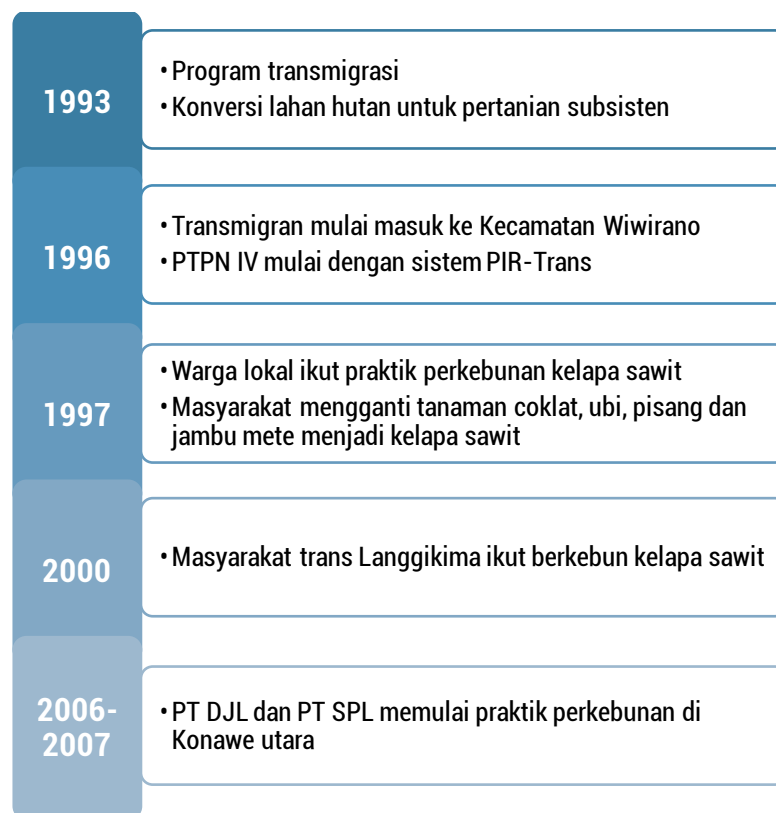 1993
• Program transmigrasi
• Konversi lahan hutan untuk pertanian subsisten
1996
• Transmigran mulai masuk ke Kecamatan Wiwirano
• PTPN IV mulai dengan sistem PIR-Trans
1997
• Warga lokal ikut praktik perkebunan kelapa sawit
• Masyarakat mengganti tanaman coklat, ubi, pisang dan
jambu mete menjadi kelapa sawit
2000
• Masyarakat trans Langgikima ikut berkebun kelapa sawit
2006-
2007
• PT DJL dan PT SPL memulai praktik perkebunan di
Konawe utara